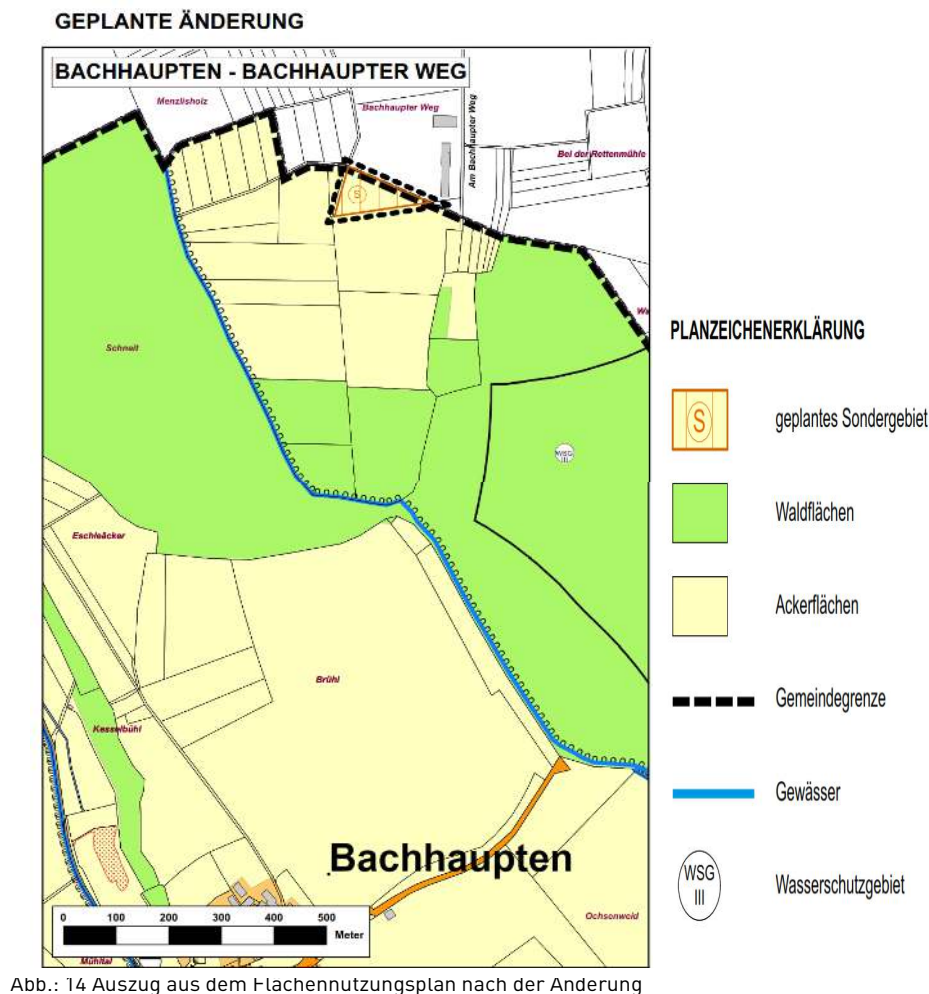 GEPLANTE ÄNDERUNG
BACHHAUPTEN - BACHHAUPTER WEG
Menzlisholz
Bachhaupter Weg
Am Bachhaupter Weg
Bei der Rettenmühle
S
Schneit
WSG
III
Eschleäcker
Brühl
Kesselbühl
Bachhaupten
Ochsenweid
0 100 200 300 400 500
Meter
Mühltal
PLANZEICHENERKLÄRUNG
S geplantes Sondergebiet
Waldflächen
Ackerflächen
Gemeindegrenze
Gewässer
WSG
III
Wasserschutzgebiet
Abb.: 14 Auszug aus dem Flächennutzungsplan nach der Änderung